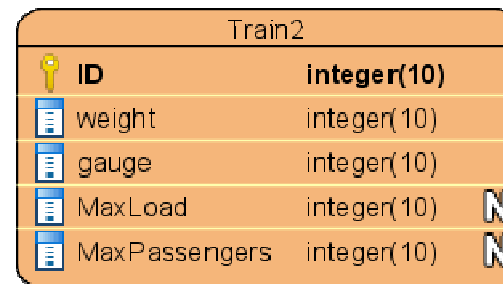 Train2
ID integer(10)
weight integer(10)
gauge integer(10)
MaxLoad integer(10) N
MaxPassengers integer(10) N